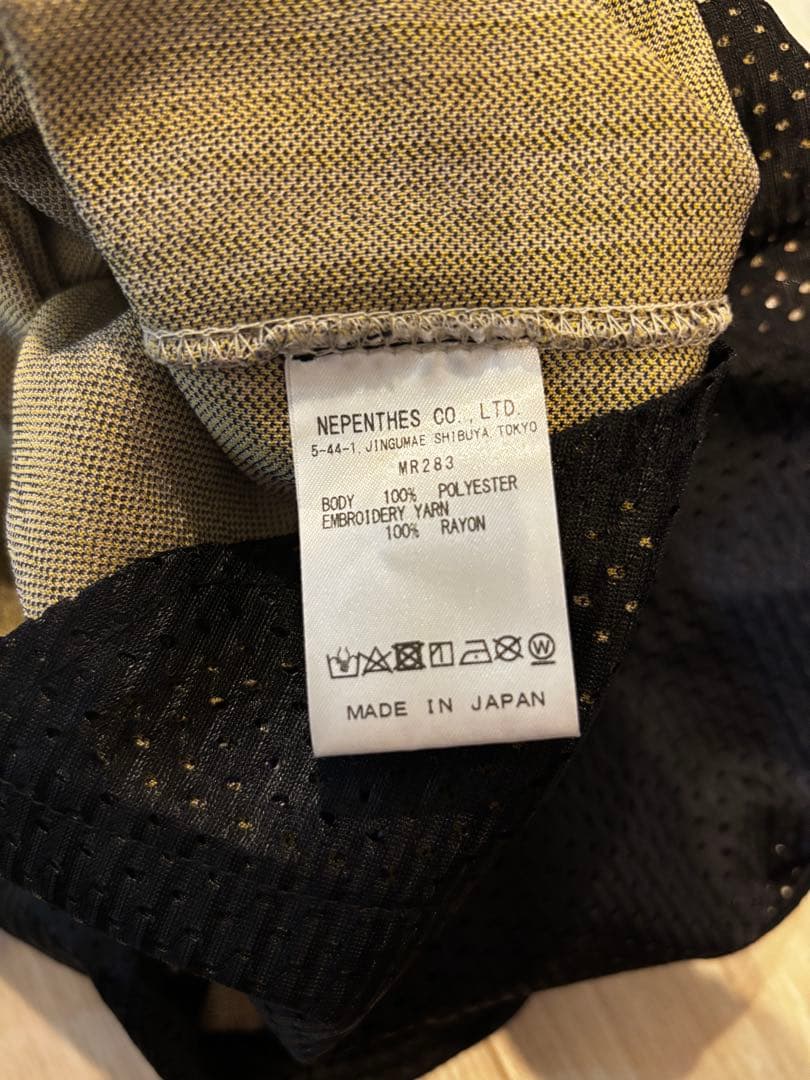 NEPENTHES CO.,LTD.
5-44-1, JINGUMAE SHIBUYA TOKYO
MR283
BODY 100% POLYESTER
EMBROIDERY YARN
100% RAYON
W
MADE IN JAPAN